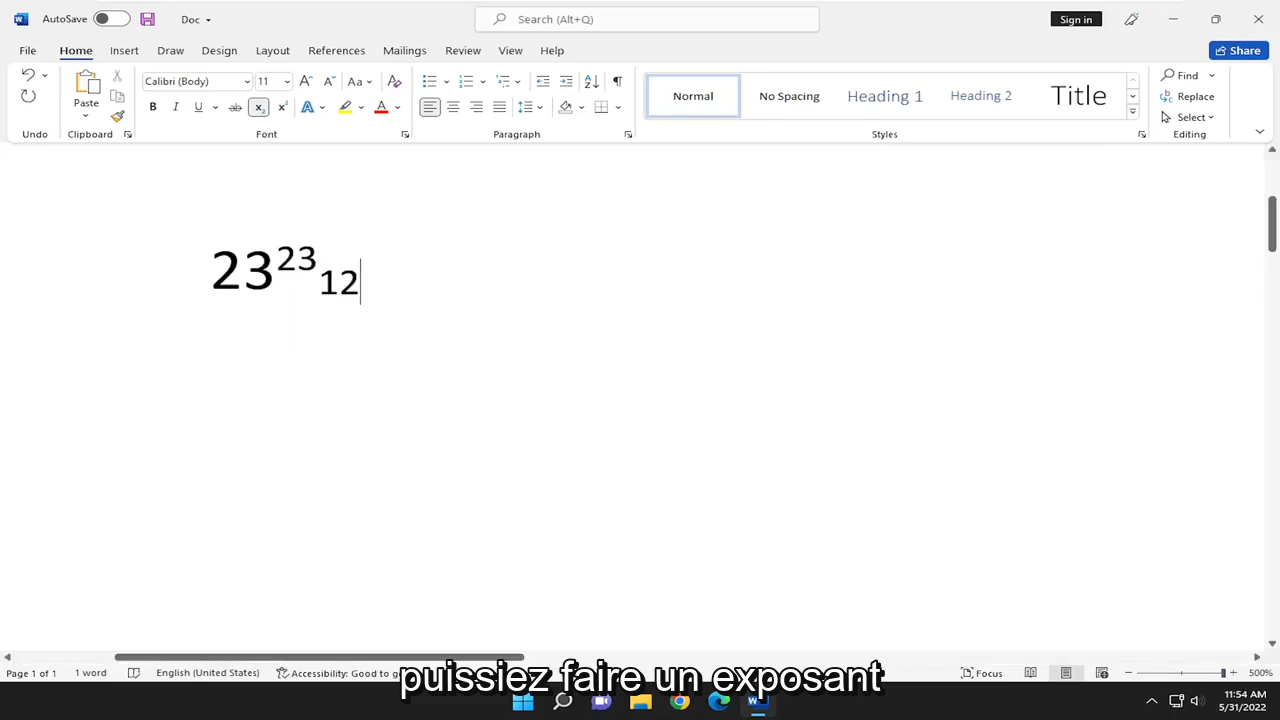 AutoSave
Doc
Search (Alt+Q)
Sign in
File Home Insert Draw Design Layout References Mailings Review View Help
Share
Calibri (Body) 11
Paste
Find
Replace
Select
Normal No Spacing Heading 1 Heading 2 Title
Undo Clipboard Font Paragraph Styles Editing
23²³₁₂
Page 1 of 1 1 word English (United States) Accessibility: Good to g Focus 500%
puissiez faire un exposant
11:54 AM
5/31/2022